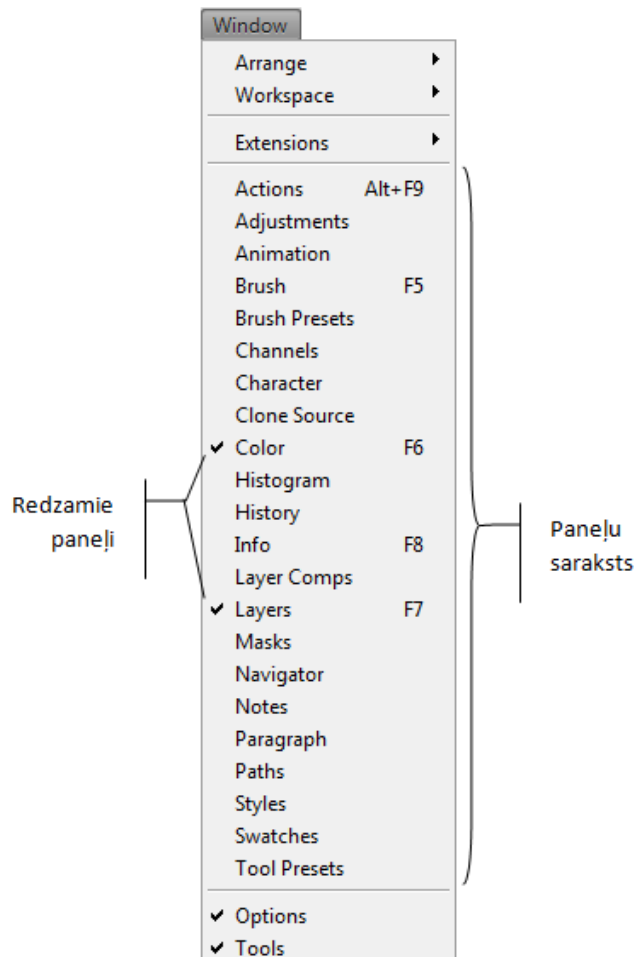 Window
Arrange
Workspace
Extensions
Actions Alt+F9
Adjustments
Animation
Brush F5
Brush Presets
Channels
Character
Clone Source
Color F6
Histogram
History
Info F8
Layer Comps
Layers F7
Masks
Navigator
Notes
Paragraph
Paths
Styles
Swatches
Tool Presets
Options
Tools
Redzamie
paneļi
Paneļu
saraksts